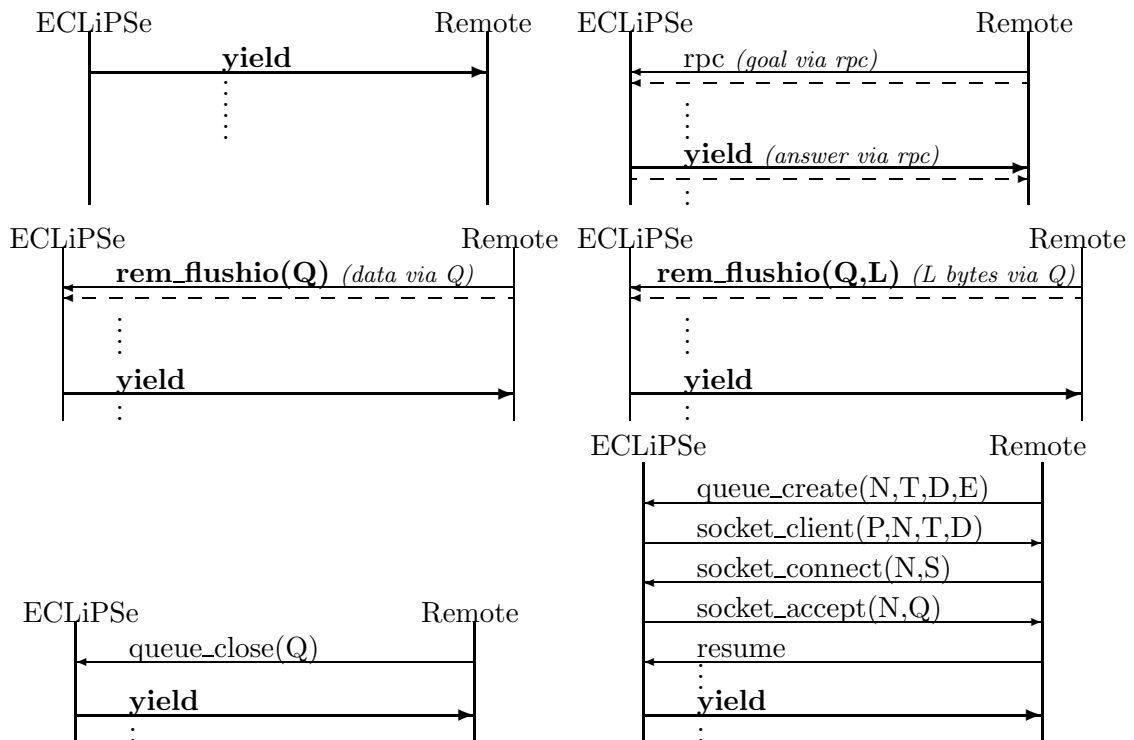 ECLiPSe Remote
yield
ECLiPSe Remote
rpc (goal via rpc)
yield (answer via rpc)
ECLiPSe Remote
rem_flushio(Q) (data via Q)
yield
ECLiPSe Remote
rem_flushio(Q,L) (L bytes via Q)
yield
ECLiPSe Remote
queue_close(Q)
yield
ECLiPSe Remote
queue_create(N,T,D,E)
socket_client(P,N,T,D)
socket_connect(N,S)
socket_accept(N,Q)
resume
yield